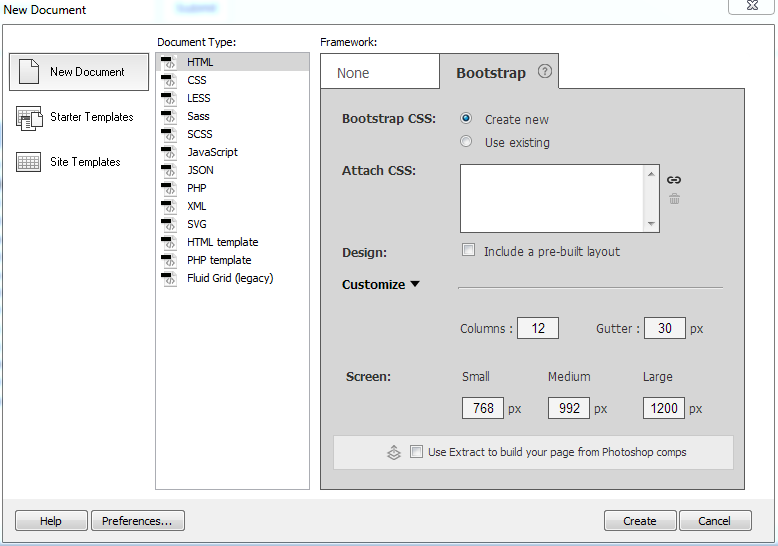 New Document
Document Type:
Framework:
New Document
Starter Templates
Site Templates
HTML
CSS
LESS
Sass
SCSS
JavaScript
JSON
PHP
XML
SVG
HTML template
PHP template
Fluid Grid (legacy)
None
Bootstrap ?
Bootstrap CSS: Create new
Use existing
Attach CSS:
Design: Include a pre-built layout
Customize
Columns : 12 Gutter : 30 px
Screen: Small Medium Large
768 px 992 px 1200 px
Use Extract to build your page from Photoshop comps
Help Preferences... Create Cancel